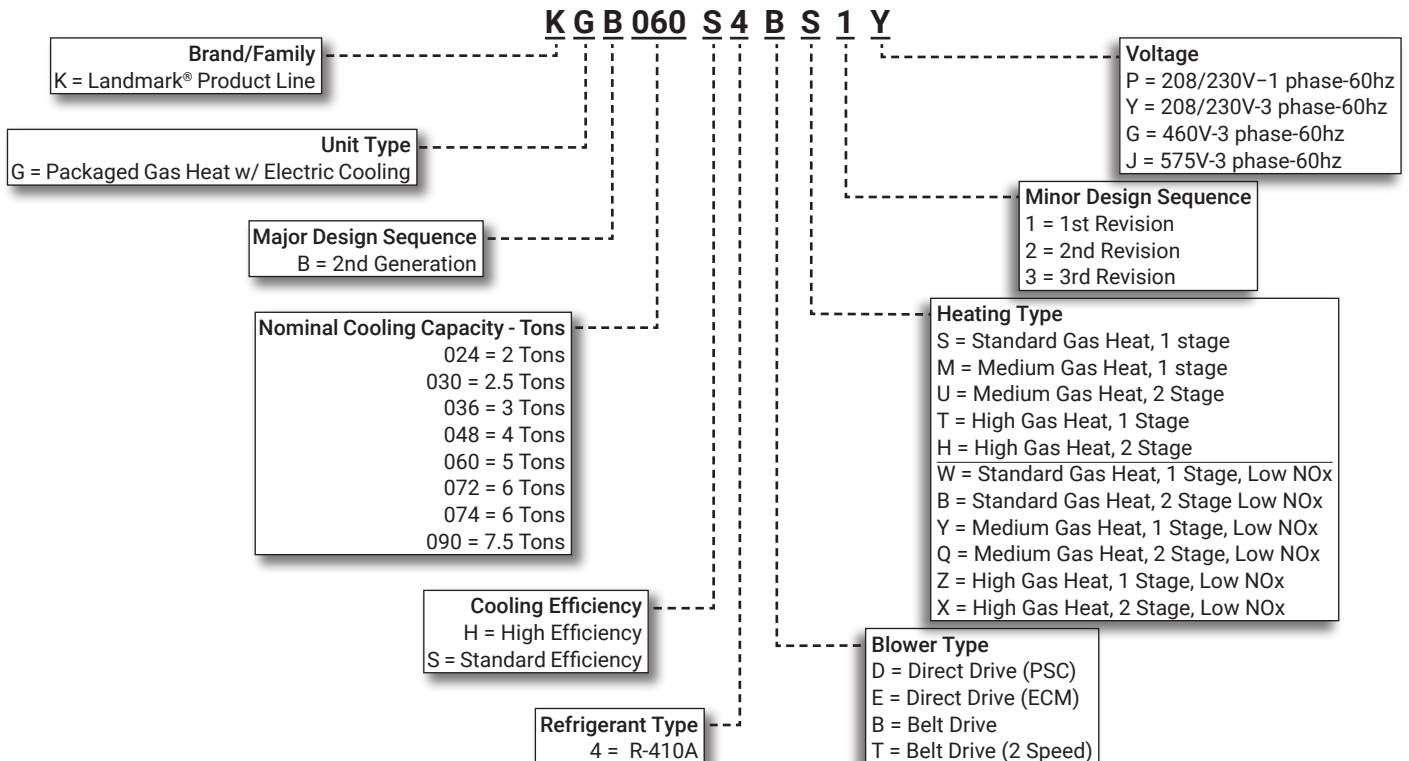 K G B 060 S 4 B S 1 Y
Brand/Family
K = Landmark® Product Line
Unit Type
G = Packaged Gas Heat w/ Electric Cooling
Major Design Sequence
B = 2nd Generation
Nominal Cooling Capacity - Tons
024 = 2 Tons
030 = 2.5 Tons
036 = 3 Tons
048 = 4 Tons
060 = 5 Tons
072 = 6 Tons
074 = 6 Tons
090 = 7.5 Tons
Cooling Efficiency
H = High Efficiency
S = Standard Efficiency
Refrigerant Type
4 = R-410A
Voltage
P = 208/230V-1 phase-60hz
Y = 208/230V-3 phase-60hz
G = 460V-3 phase-60hz
J = 575V-3 phase-60hz
Minor Design Sequence
1 = 1st Revision
2 = 2nd Revision
3 = 3rd Revision
Heating Type
S = Standard Gas Heat, 1 stage
M = Medium Gas Heat, 1 stage
U = Medium Gas Heat, 2 Stage
T = High Gas Heat, 1 Stage
H = High Gas Heat, 2 Stage
W = Standard Gas Heat, 1 Stage, Low NOx
B = Standard Gas Heat, 2 Stage Low NOx
Y = Medium Gas Heat, 1 Stage, Low NOx
Q = Medium Gas Heat, 2 Stage, Low NOx
Z = High Gas Heat, 1 Stage, Low NOx
X = High Gas Heat, 2 Stage, Low NOx
Blower Type
D = Direct Drive (PSC)
E = Direct Drive (ECM)
B = Belt Drive
T = Belt Drive (2 Speed)